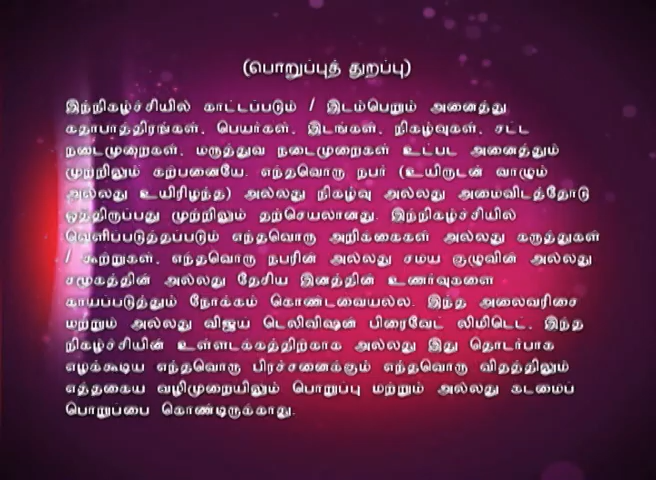 (பொறுப்புத் துறப்பு)
இந்நிகழ்ச்சியில் காட்டப்படும் / இடம்பெறும் அனைத்து
கதாபாத்திரங்கள், பெயர்கள், இடங்கள், நிகழ்வுகள், சட்ட
நடைமுறைகள், மருத்துவ நடைமுறைகள் உட்பட அனைத்தும்
முற்றிலும் கற்பனையே. எந்தவொரு நபர் (உயிருடன் வாழும்
அல்லது உயிரிழந்த) அல்லது நிகழ்வு அல்லது அமைவிடத்தோடு
ஒத்திருப்பது முற்றிலும் தற்செயலானது. இந்நிகழ்ச்சியில்
வெளிப்படுத்தப்படும் எந்தவொரு அறிக்கைகள் அல்லது கருத்துகள்
/ கூற்றுகள், எந்தவொரு நபரின் அல்லது சமய குழுவின் அல்லது
சமூகத்தின் அல்லது தேசிய இனத்தின் உணர்வுகளை
காயப்படுத்தும் நோக்கம் கொண்டவையல்ல. இந்த அலைவரிசை
மற்றும் அல்லது விஜய் டெலிவிஷன் பிரைவேட் லிமிடெட், இந்த
நிகழ்ச்சியின் உள்ளடக்கத்திற்காக அல்லது இது தொடர்பாக
எழக்கூடிய எந்தவொரு பிரச்சனைக்கும் எந்தவொரு விதத்திலும்
எத்தகைய வழிமுறையிலும் பொறுப்பு மற்றும் அல்லது கடமைப்
பொறுப்பை கொண்டிருக்காது.